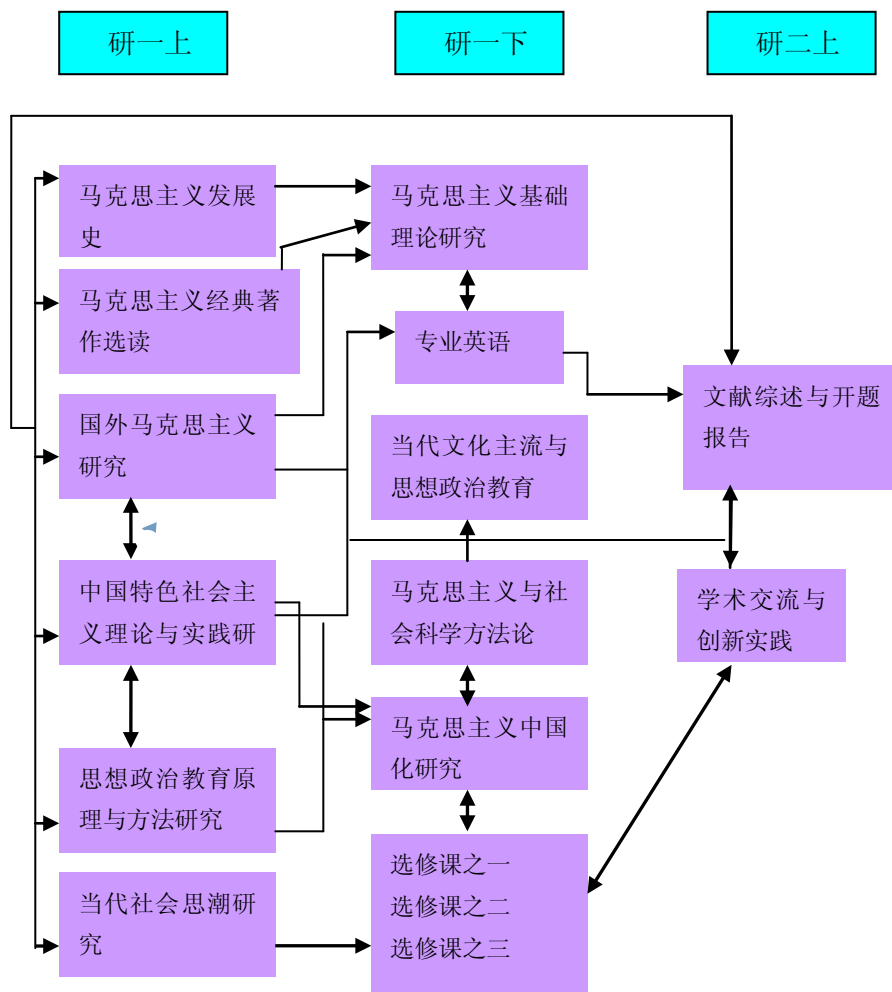 研一上
研一下
研二上
马克思主义发展
史
马克思主义经典著
作选读
国外马克思主义
研究
中国特色社会主
义理论与实践研
思想政治教育原
理与方法研究
当代社会思潮研
究
马克思主义基础
理论研究
专业英语
当代文化主流与
思想政治教育
马克思主义与社
会科学方法论
马克思主义中国
化研究
选修课之一
选修课之二
选修课之三
文献综述与开题
报告
学术交流与
创新实践